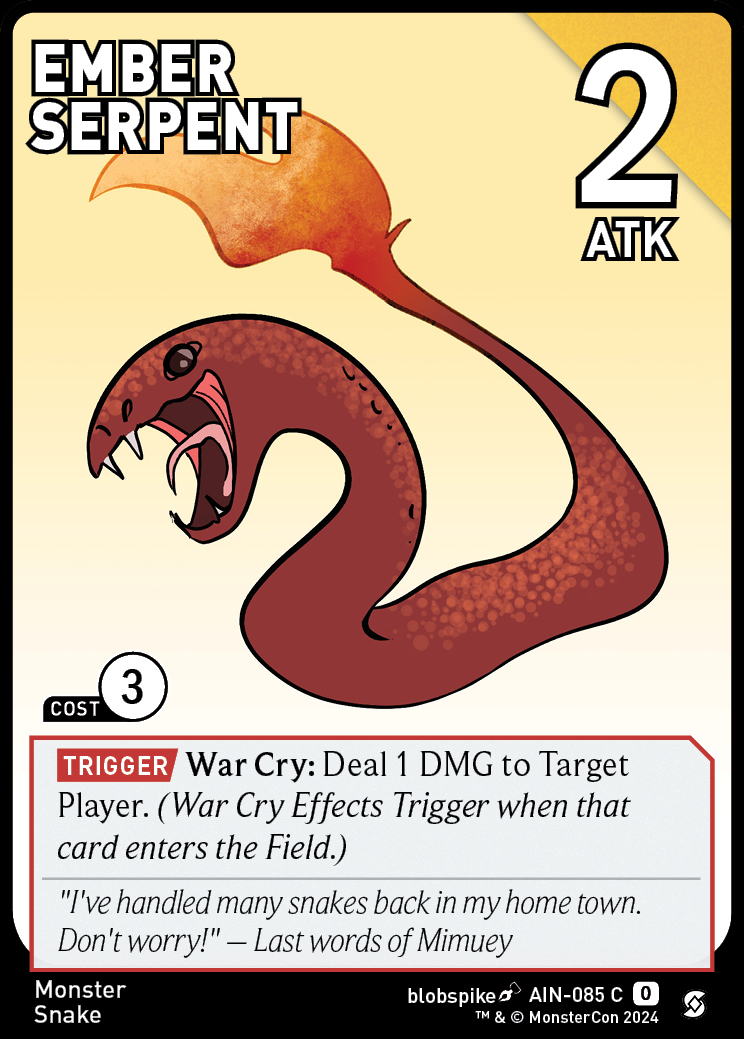 EMBER
SERPENT
2
ATK
COST 3
TRIGGER War Cry: Deal 1 DMG to Target
Player. (War Cry Effects Trigger when that
card enters the Field.)
"I've handled many snakes back in my home town.
Don't worry!" – Last words of Mimuey
Monster
Snake
blobspike AIN-085 C 0
™ & © MonsterCon 2024